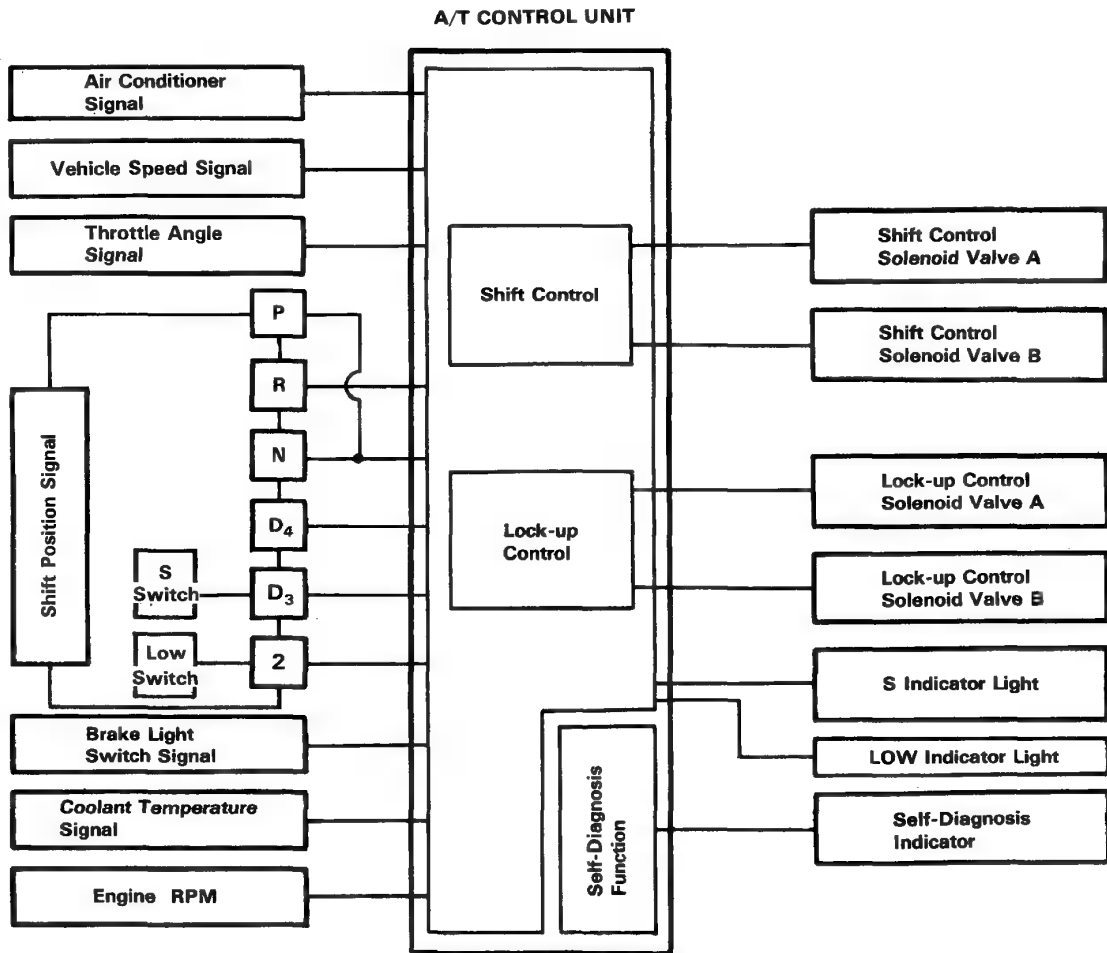 A/T CONTROL UNIT
Air Conditioner
Signal
Vehicle Speed Signal
Throttle Angle
Signal
P
R
N
D4
D3
2
Shift Position Signal
S
Switch
Low
Switch
Brake Light
Switch Signal
Coolant Temperature
Signal
Engine RPM
Shift Control
Lock-up
Control
Self-Diagnosis
Function
Shift Control
Solenoid Valve A
Shift Control
Solenoid Valve B
Lock-up Control
Solenoid Valve A
Lock-up Control
Solenoid Valve B
S Indicator Light
LOW Indicator Light
Self-Diagnosis
Indicator